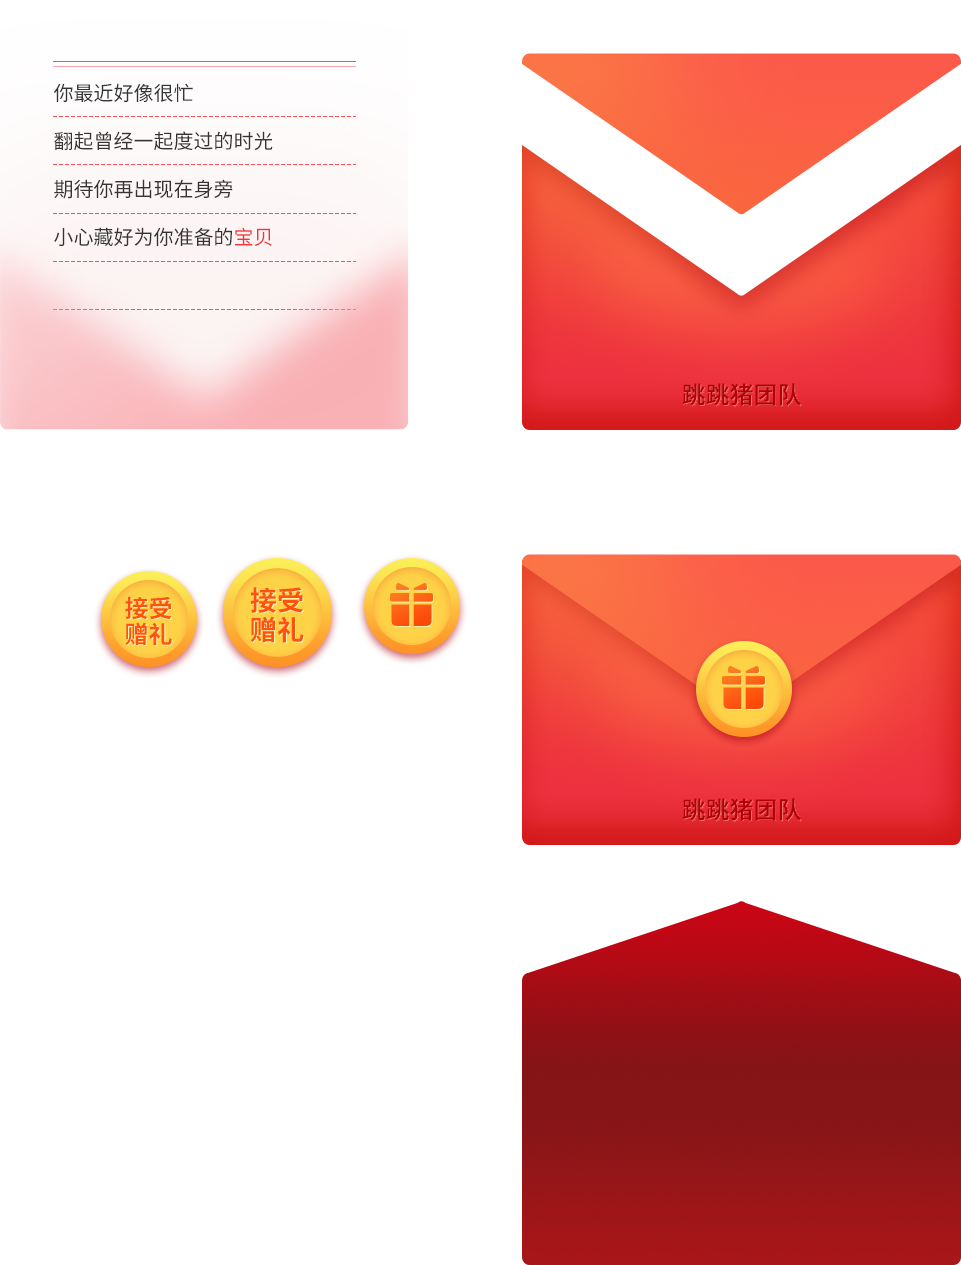 你最近好像很忙
翻起曾经一起度过的时光
期待你再出现在身旁
小心藏好为你准备的宝贝
跳跳猪团队
接受
赠礼
接受
赠礼
跳跳猪团队